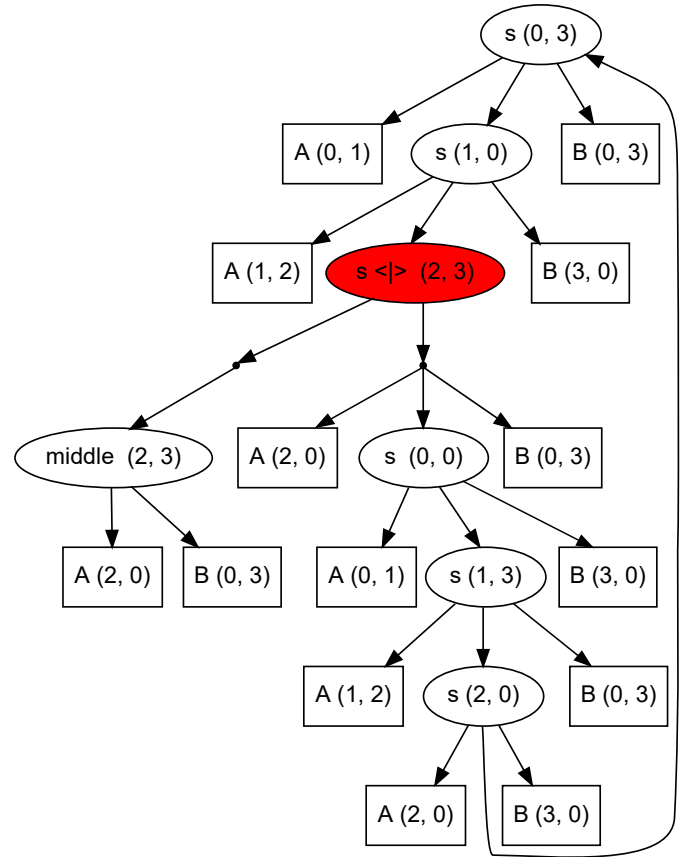 s (0, 3)
A (0, 1)
s (1, 0)
B (0, 3)
A (1, 2)
s <|>  (2, 3)
B (3, 0)
middle  (2, 3)
A (2, 0)
s  (0, 0)
B (0, 3)
A (2, 0)
B (0, 3)
A (0, 1)
s (1, 3)
B (3, 0)
A (1, 2)
s (2, 0)
B (0, 3)
A (2, 0)
B (3, 0)